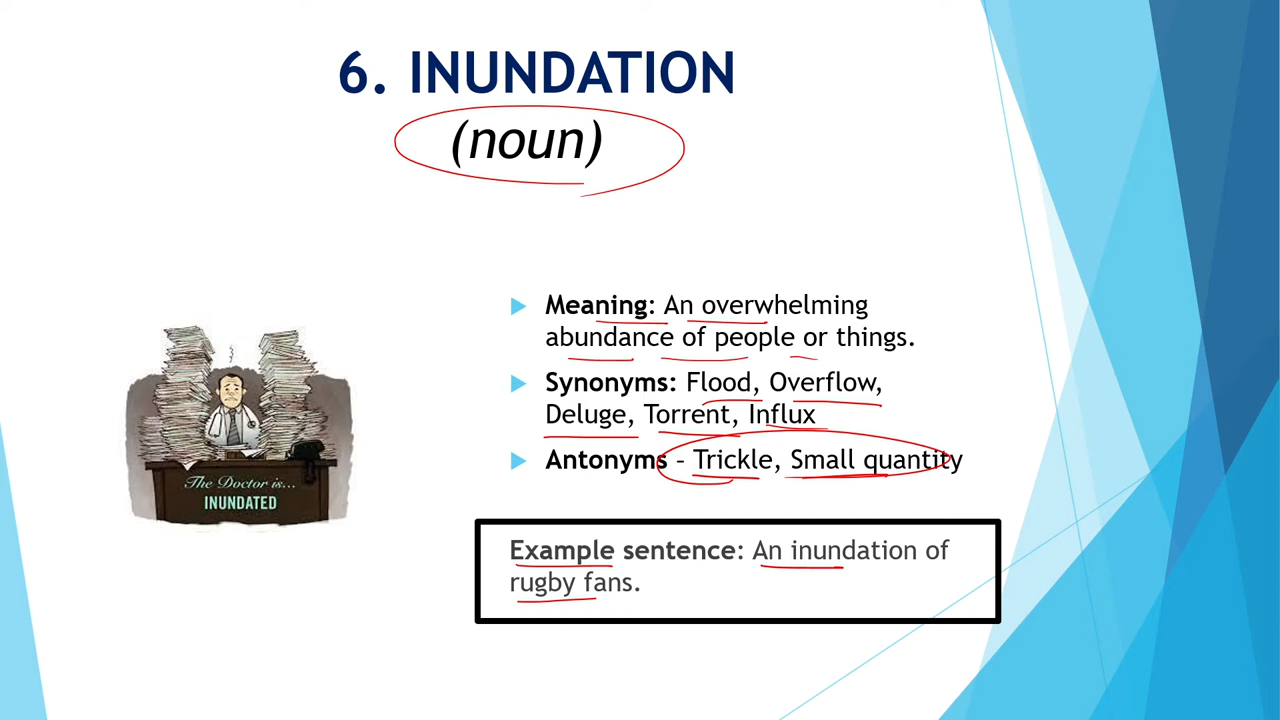 6. INUNDATION
(noun)
Meaning: An overwhelming
abundance of people or things.
Synonyms: Flood, Overflow,
Deluge, Torrent, Influx
Antonyms – Trickle, Small quantity
The Doctor is...
INUNDATED
Example sentence: An inundation of
rugby fans.